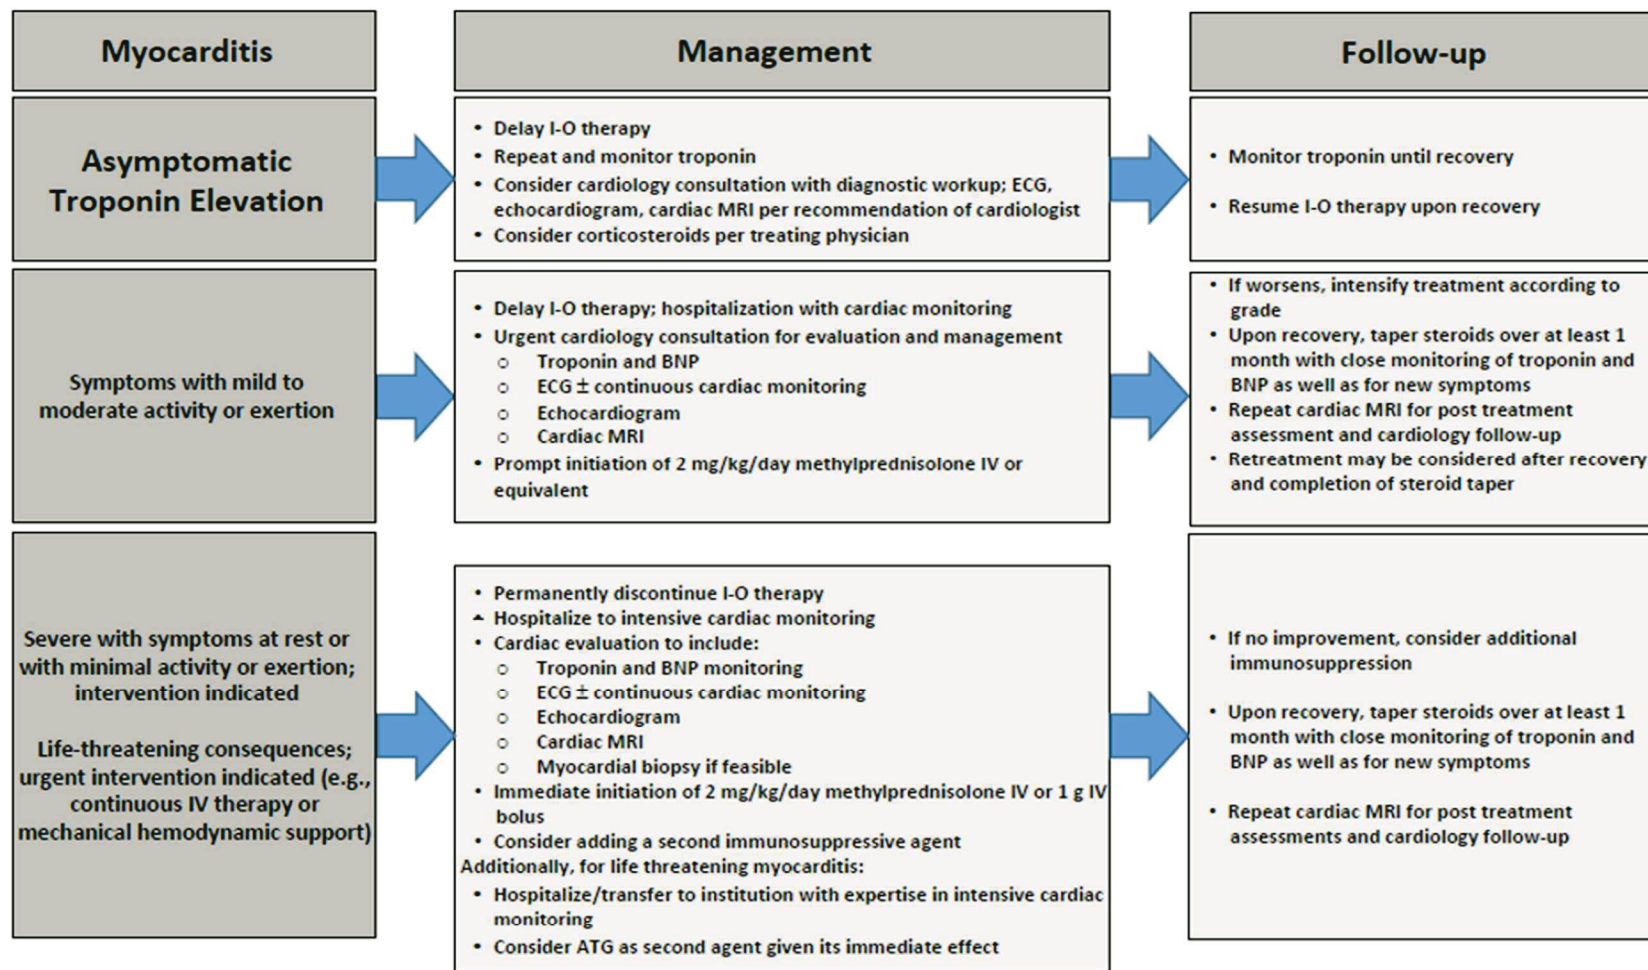 Myocarditis
Management
Follow-up
Asymptomatic
Troponin Elevation
• Delay I-O therapy
• Repeat and monitor troponin
• Consider cardiology consultation with diagnostic workup; ECG,
echocardiogram, cardiac MRI per recommendation of cardiologist
• Consider corticosteroids per treating physician
• Monitor troponin until recovery
• Resume I-O therapy upon recovery
Symptoms with mild to
moderate activity or exertion
• Delay I-O therapy; hospitalization with cardiac monitoring
• Urgent cardiology consultation for evaluation and management
o Troponin and BNP
o ECG ± continuous cardiac monitoring
o Echocardiogram
o Cardiac MRI
• Prompt initiation of 2 mg/kg/day methylprednisolone IV or
equivalent
• If worsens, intensify treatment according to
grade
• Upon recovery, taper steroids over at least 1
month with close monitoring of troponin and
BNP as well as for new symptoms
• Repeat cardiac MRI for post treatment
assessment and cardiology follow-up
• Retreatment may be considered after recovery
and completion of steroid taper
Severe with symptoms at rest or
with minimal activity or exertion;
intervention indicated
Life-threatening consequences;
urgent intervention indicated (e.g.,
continuous IV therapy or
mechanical hemodynamic support)
• Permanently discontinue I-O therapy
• Hospitalize to intensive cardiac monitoring
• Cardiac evaluation to include:
o Troponin and BNP monitoring
o ECG ± continuous cardiac monitoring
o Echocardiogram
o Cardiac MRI
o Myocardial biopsy if feasible
• Immediate initiation of 2 mg/kg/day methylprednisolone IV or 1 g IV
bolus
• Consider adding a second immunosuppressive agent
Additionally, for life threatening myocarditis:
• Hospitalize/transfer to institution with expertise in intensive cardiac
monitoring
• Consider ATG as second agent given its immediate effect
• If no improvement, consider additional
immunosuppression
• Upon recovery, taper steroids over at least 1
month with close monitoring of troponin and
BNP as well as for new symptoms
• Repeat cardiac MRI for post treatment
assessments and cardiology follow-up